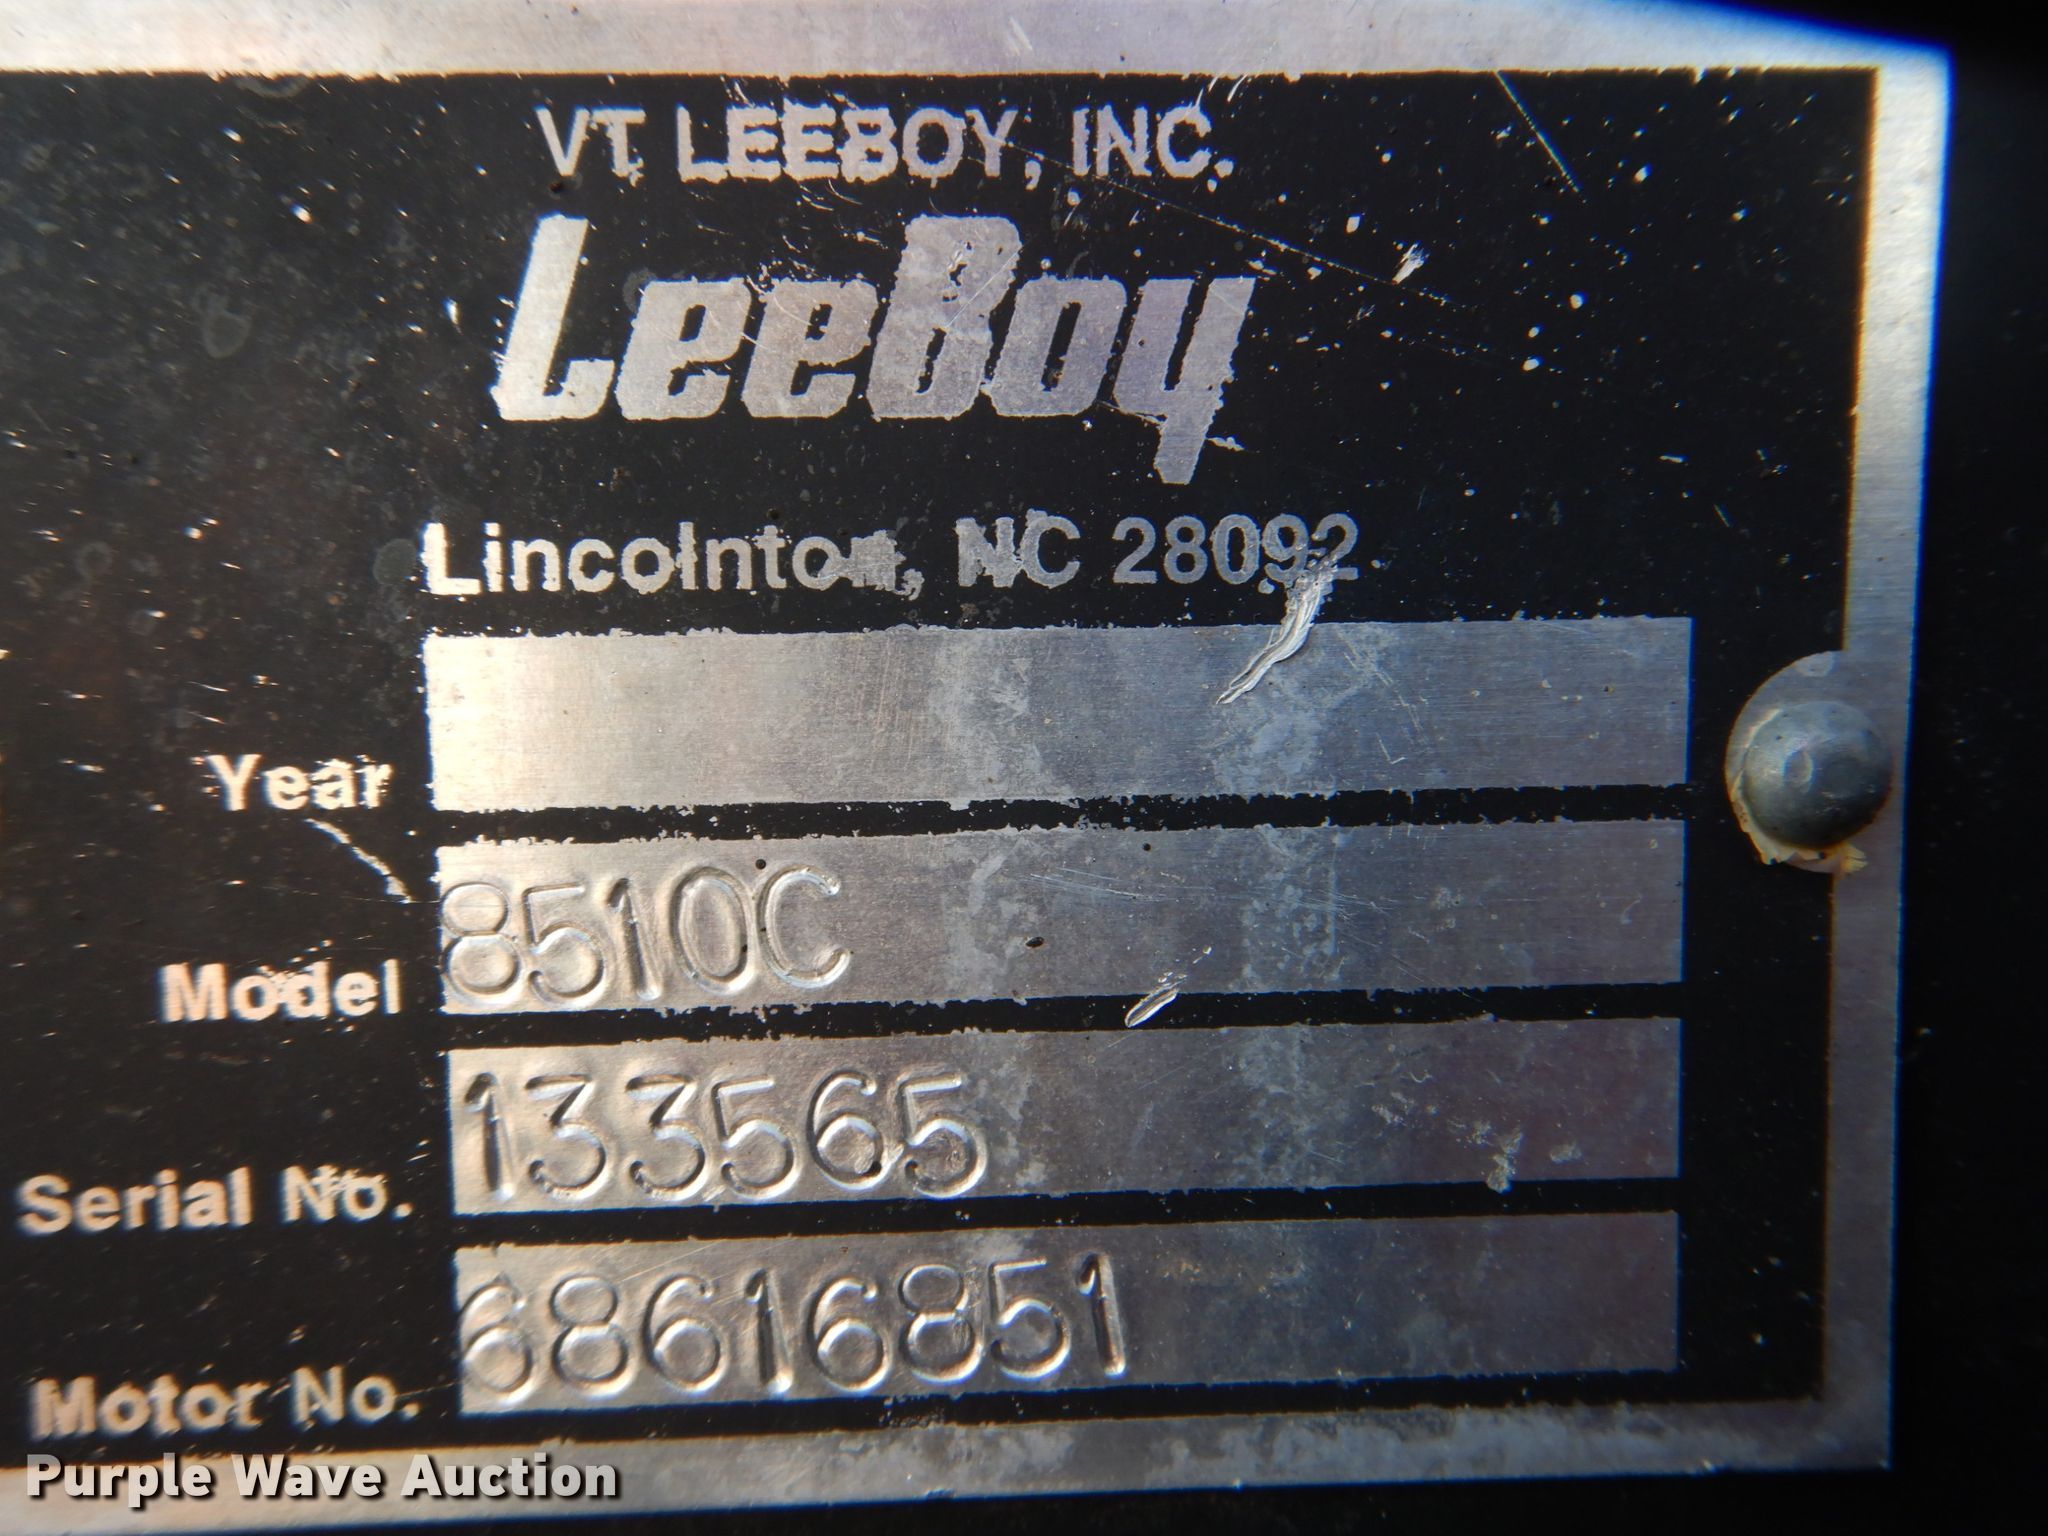 VT LEEBOY, INC.
LeeBoy
Lincolnton, NC 28092
Year
Model 8510C
Serial No. 133565
Motor No. 68616851
Purple Wave Auction